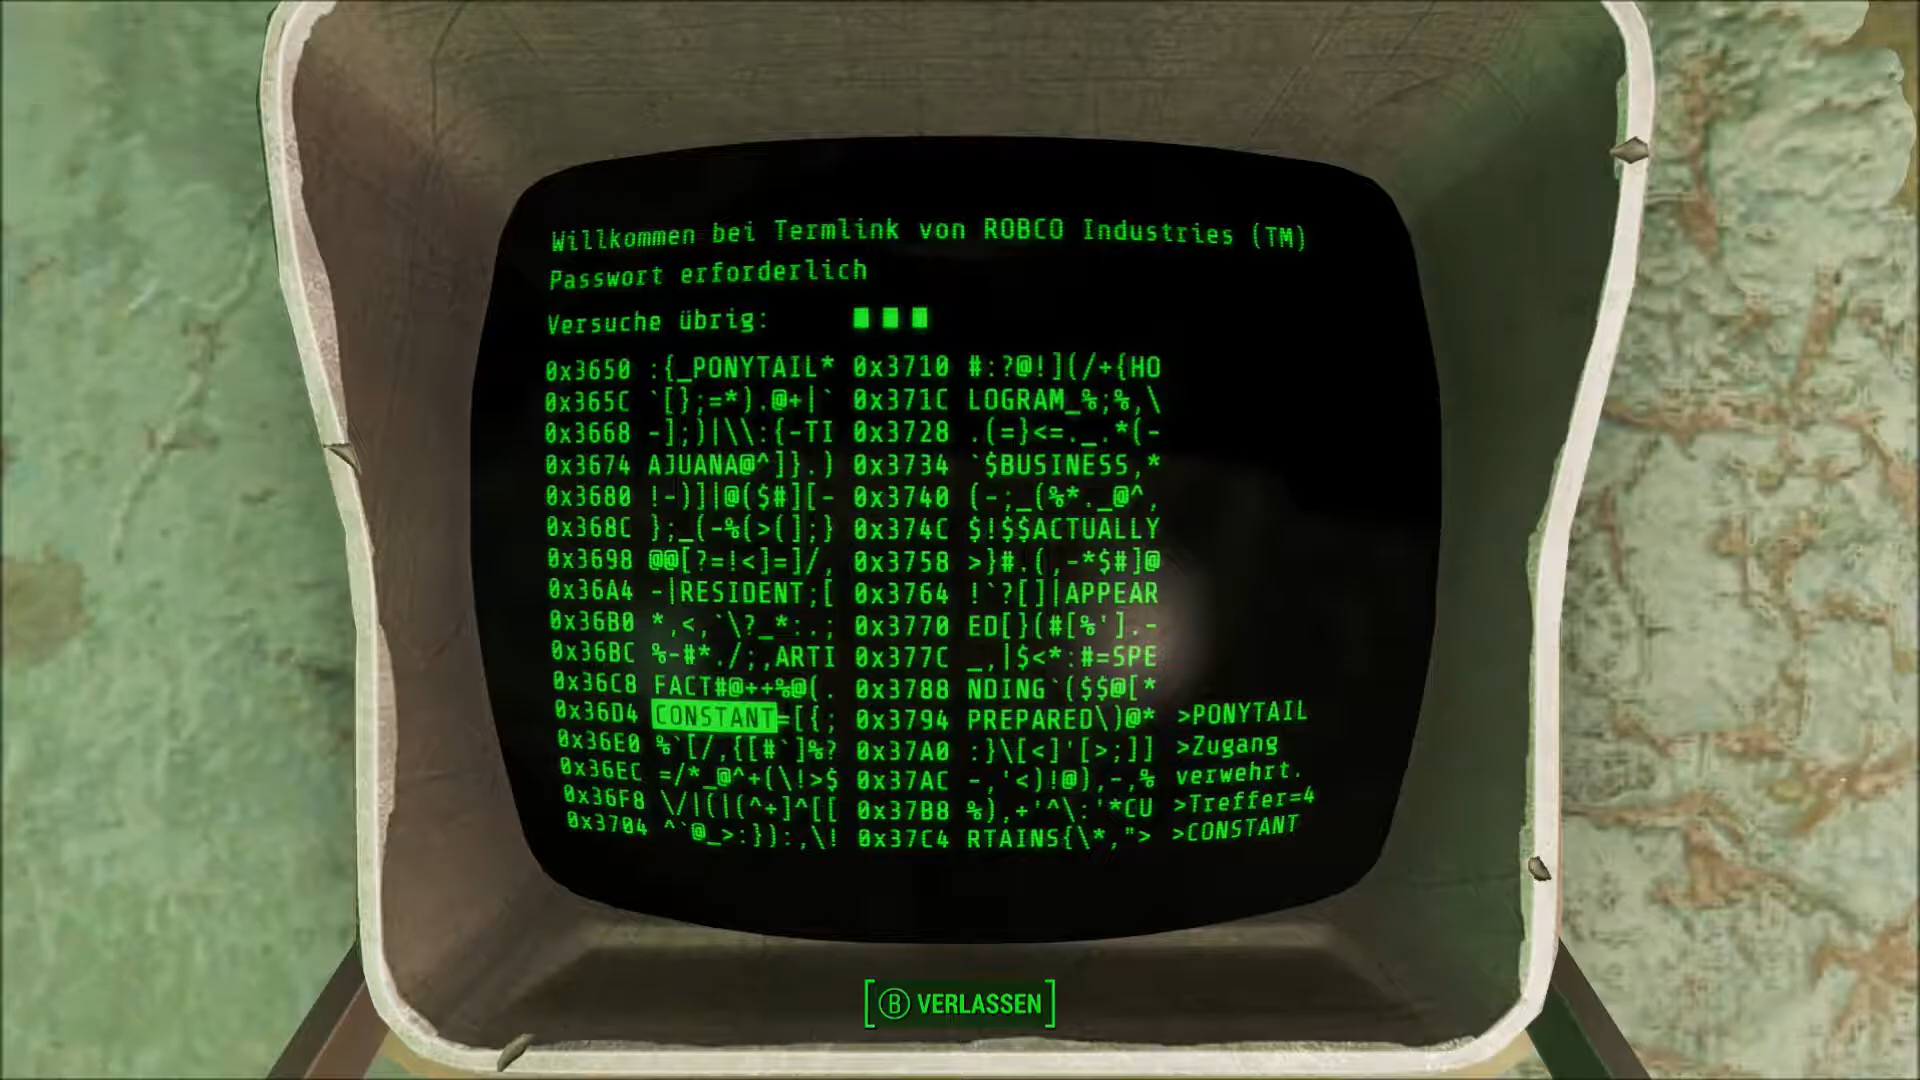 Willkommen bei Termlink von ROBCO Industries (TM)
Passwort erforderlich
Versuche übrig: ■ ■ ■
0x3650 :{_PONYTAIL* 0x3710 #:?@!](/+{HO
0x365C `[};=*).@+|` 0x371C LOGRAM_%;%,\
0x3668 -];)|\\:{-TI 0x3728 .(=}<=._.*(-
0x3674 AJUANA@^]}.) 0x3734 `$BUSINESS,*
0x3680 !-)]|@($#][- 0x3740 (-;_(%*._@^,
0x368C };_(-%(>(];} 0x374C $!$$ACTUALLY
0x3698 @@[?=!<]=]/, 0x3758 >}#.(,-*$#]@
0x36A4 -|RESIDENT;[ 0x3764 !`?[]|APPEAR
0x36B0 *,<,`\?_*:.; 0x3770 ED[}(#[%'].-
0x36BC %-#*./;,ARTI 0x377C _,|$<*:#=SPE
0x36C8 FACT#@++%@(. 0x3788 NDING`($$@[*
0x36D4 CONSTANT=[{; 0x3794 PREPARED\)@* >PONYTAIL
0x36E0 %`[/,{[#`]%? 0x37A0 :}\[<]'[>;]] >Zugang
0x36EC =/*_@^+(\!>$ 0x37AC -,'<)!@),-,% verwehrt.
0x36F8 \/|(|(^+]^[[ 0x37B8 %),+'^\:'*CU >Treffer=4
0x3704 ^`@_>:}):,\! 0x37C4 RTAINS{\*,"> >CONSTANT
[Ⓑ VERLASSEN]